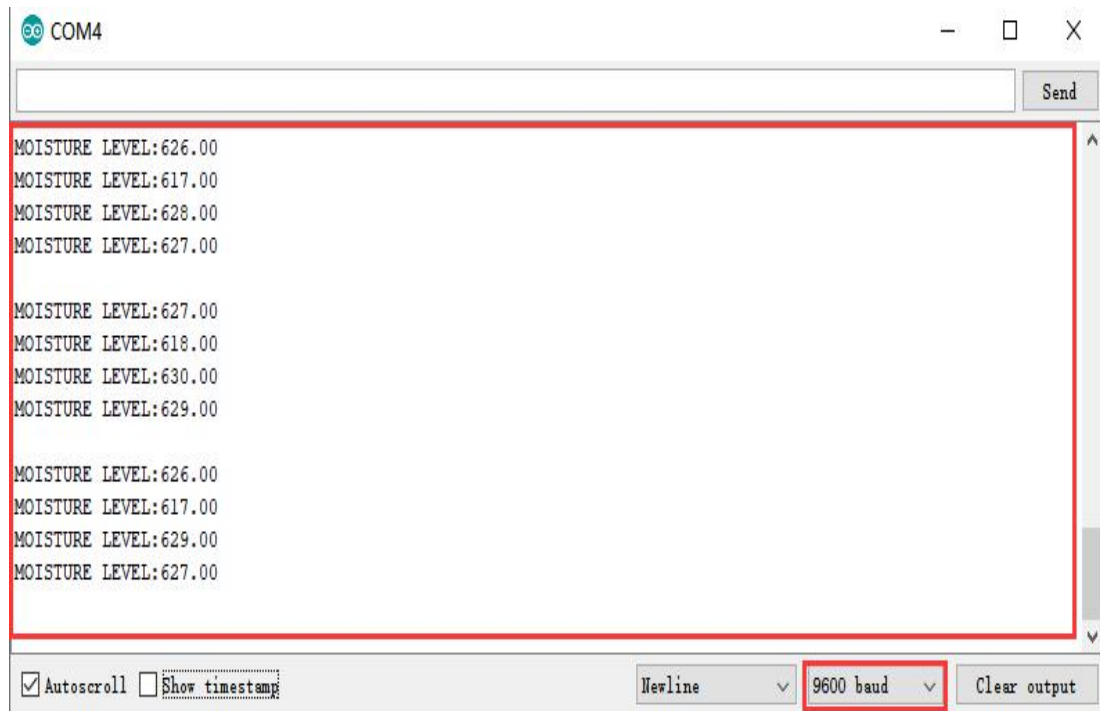 COM4
Send
MOISTURE LEVEL:626.00
MOISTURE LEVEL:617.00
MOISTURE LEVEL:628.00
MOISTURE LEVEL:627.00
MOISTURE LEVEL:627.00
MOISTURE LEVEL:618.00
MOISTURE LEVEL:630.00
MOISTURE LEVEL:629.00
MOISTURE LEVEL:626.00
MOISTURE LEVEL:617.00
MOISTURE LEVEL:629.00
MOISTURE LEVEL:627.00
Autoscroll Show timestamp Newline 9600 baud Clear output